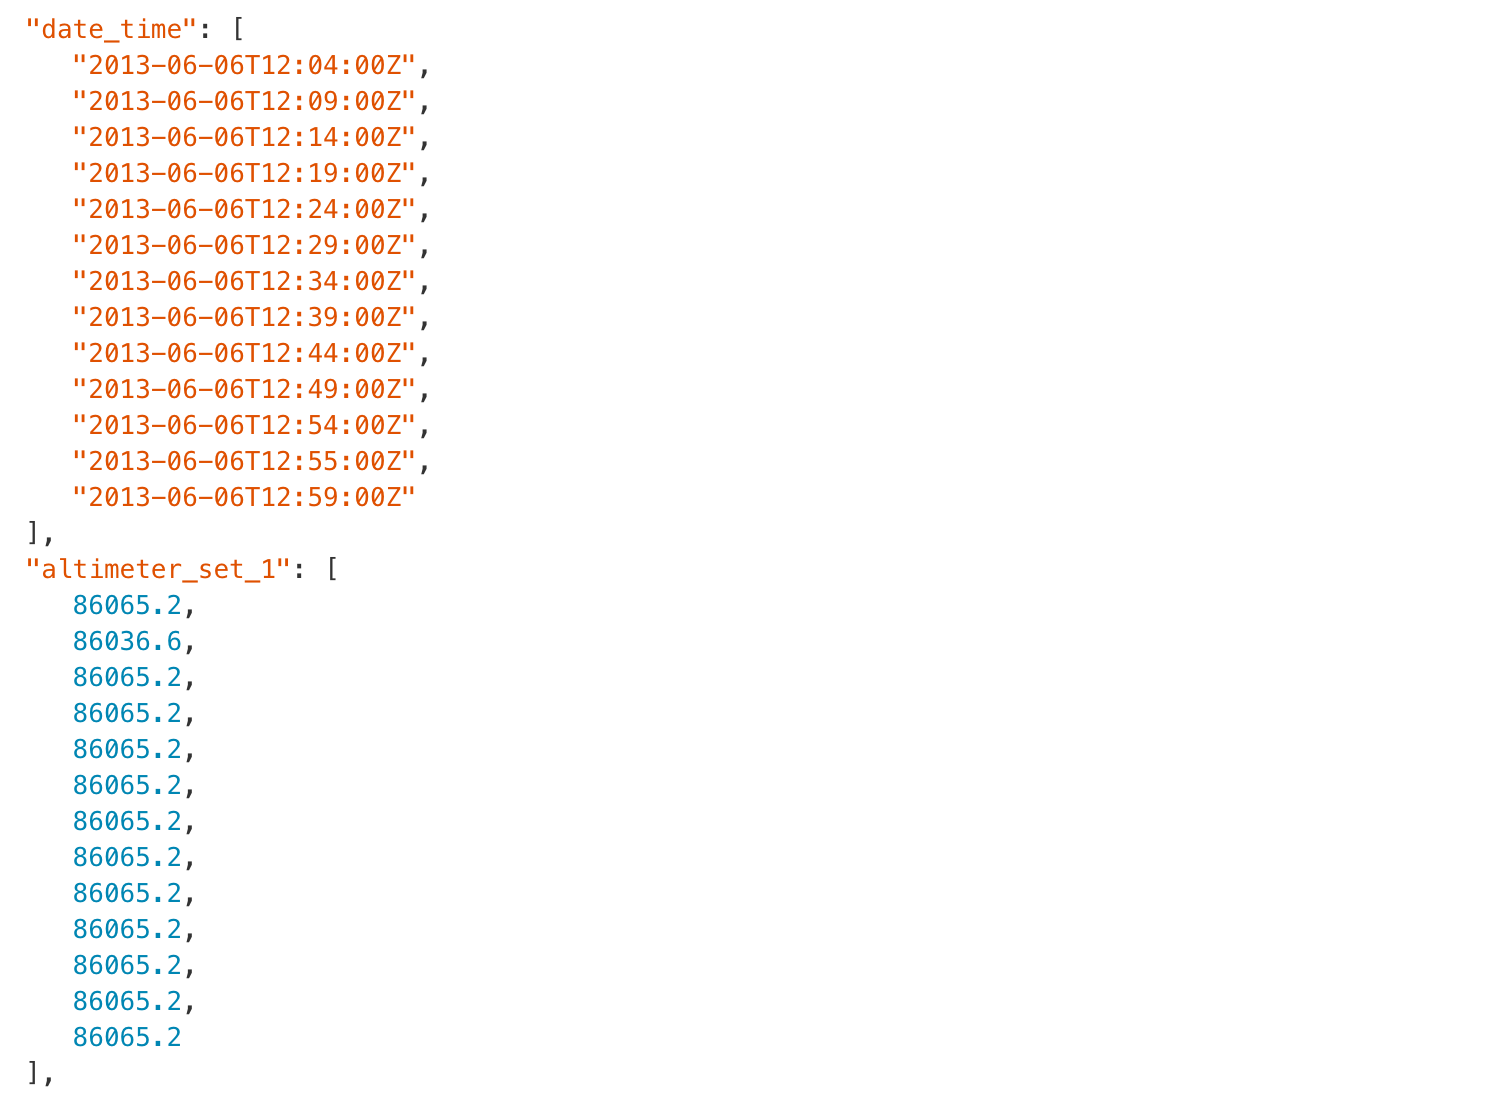 "date_time": [
"2013-06-06T12:04:00Z",
"2013-06-06T12:09:00Z",
"2013-06-06T12:14:00Z",
"2013-06-06T12:19:00Z",
"2013-06-06T12:24:00Z",
"2013-06-06T12:29:00Z",
"2013-06-06T12:34:00Z",
"2013-06-06T12:39:00Z",
"2013-06-06T12:44:00Z",
"2013-06-06T12:49:00Z",
"2013-06-06T12:54:00Z",
"2013-06-06T12:55:00Z",
"2013-06-06T12:59:00Z"
],
"altimeter_set_1": [
86065.2,
86036.6,
86065.2,
86065.2,
86065.2,
86065.2,
86065.2,
86065.2,
86065.2,
86065.2,
86065.2,
86065.2,
86065.2
],